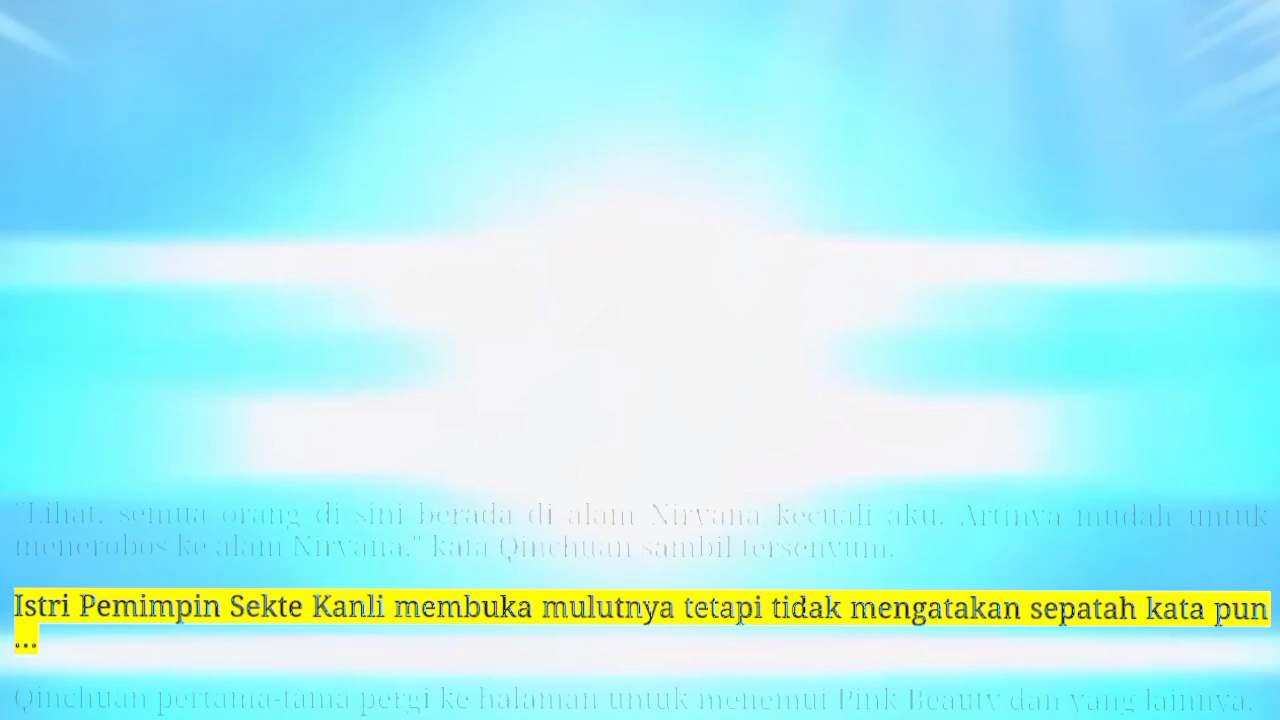 "Lihat, semua orang di sini berada di alam Nirvana kecuali aku. Artinya mudah untuk
menerobos ke alam Nirvana." kata Qinchuan sambil tersenyum.
Istri Pemimpin Sekte Kanli membuka mulutnya tetapi tidak mengatakan sepatah kata pun
...
Qinchuan pertama-tama pergi ke halaman untuk menemui Pink Beauty dan yang lainnya.